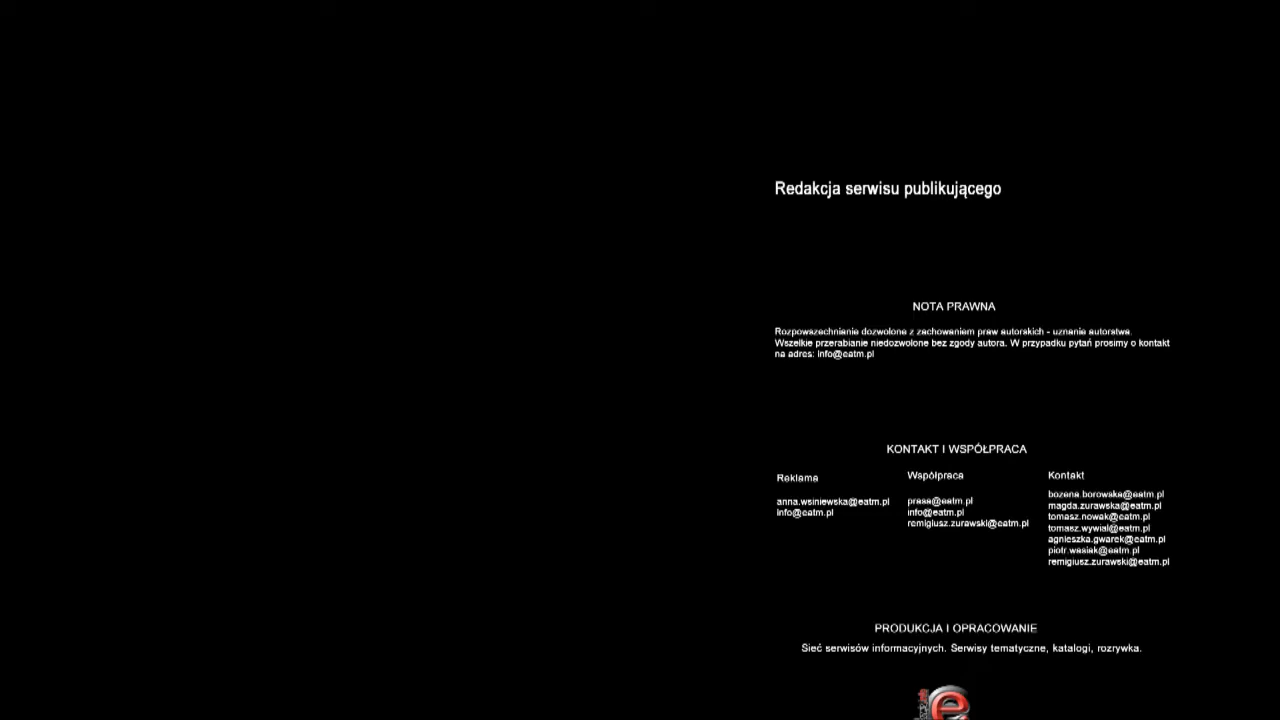 Redakcja serwisu publikującego
NOTA PRAWNA
Rozpowszechnianie dozwolone z zachowaniem praw autorskich - uznanie autorstwa.
Wszelkie przerabianie niedozwolone bez zgody autora. W przypadku pytań prosimy o kontakt
na adres: info@eatm.pl
KONTAKT I WSPÓŁPRACA
Reklama
anna.wsiniewska@eatm.pl
info@eatm.pl
Współpraca
prasa@eatm.pl
info@eatm.pl
remigiusz.zurawski@eatm.pl
Kontakt
bozena.borowska@eatm.pl
magda.zurawska@eatm.pl
tomasz.nowak@eatm.pl
tomasz.wywial@eatm.pl
agnieszka.gwarek@eatm.pl
piotr.wasiak@eatm.pl
remigiusz.zurawski@eatm.pl
PRODUKCJA I OPRACOWANIE
Sieć serwisów informacyjnych. Serwisy tematyczne, katalogi, rozrywka.
e